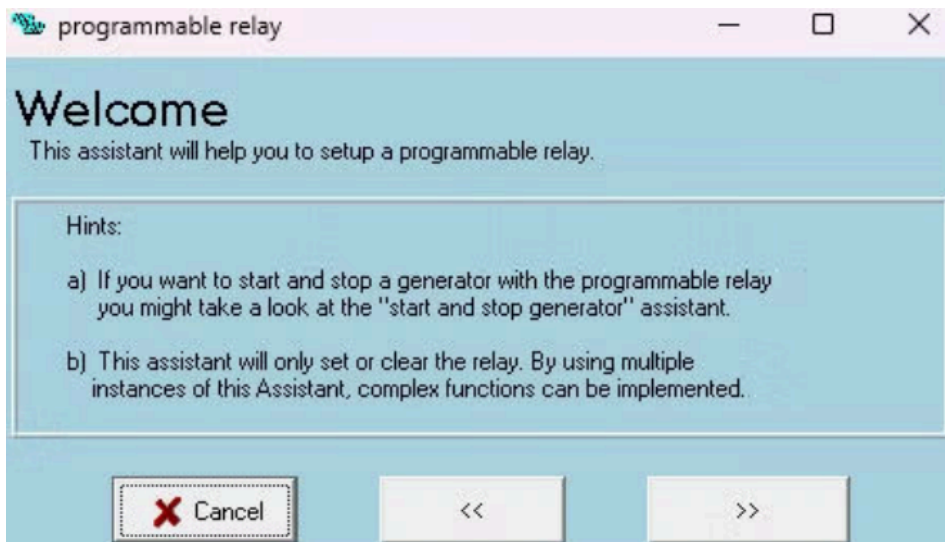 programmable relay
Welcome
This assistant will help you to setup a programmable relay.
Hints:
a) If you want to start and stop a generator with the programmable relay
you might take a look at the "start and stop generator" assistant.
b) This assistant will only set or clear the relay. By using multiple
instances of this Assistant, complex functions can be implemented.
Cancel << >>